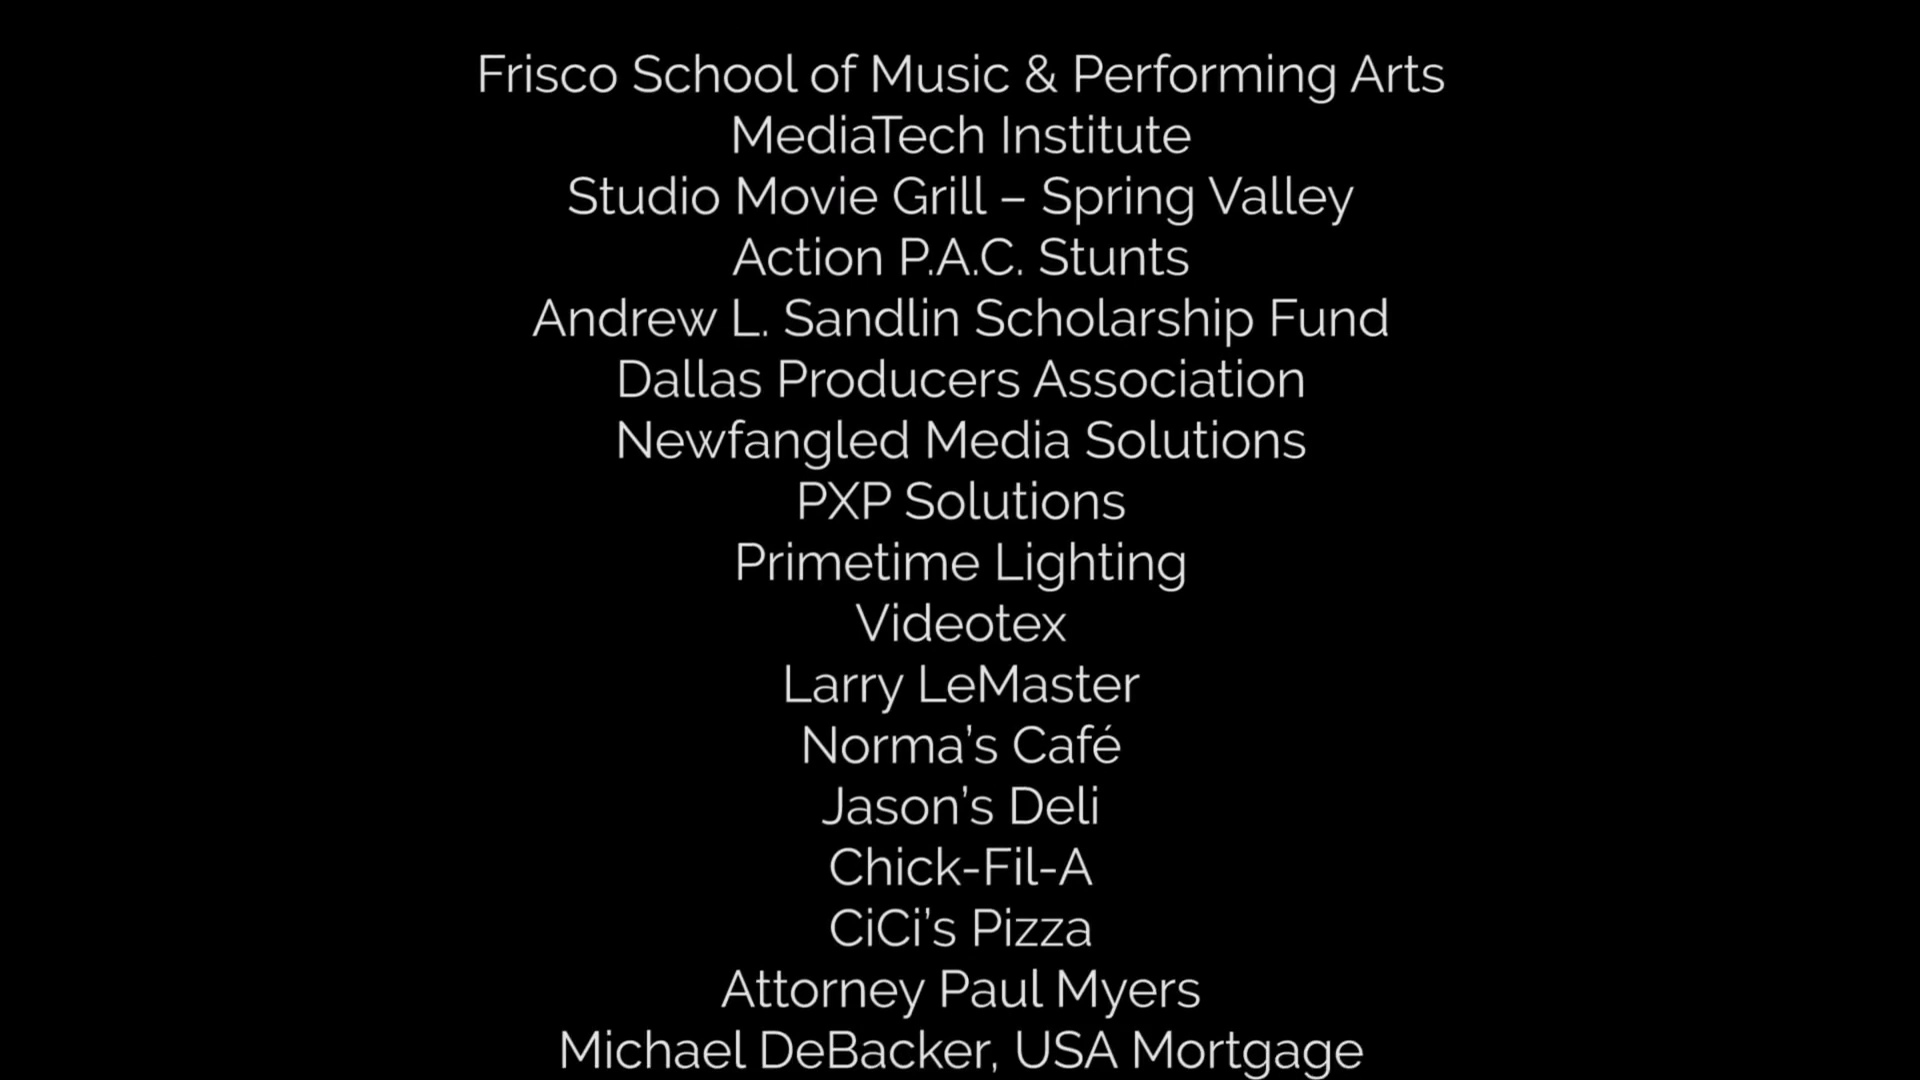 Frisco School of Music & Performing Arts
MediaTech Institute
Studio Movie Grill – Spring Valley
Action P.A.C. Stunts
Andrew L. Sandlin Scholarship Fund
Dallas Producers Association
Newfangled Media Solutions
PXP Solutions
Primetime Lighting
Videotex
Larry LeMaster
Norma’s Café
Jason’s Deli
Chick-Fil-A
CiCi’s Pizza
Attorney Paul Myers
Michael DeBacker, USA Mortgage